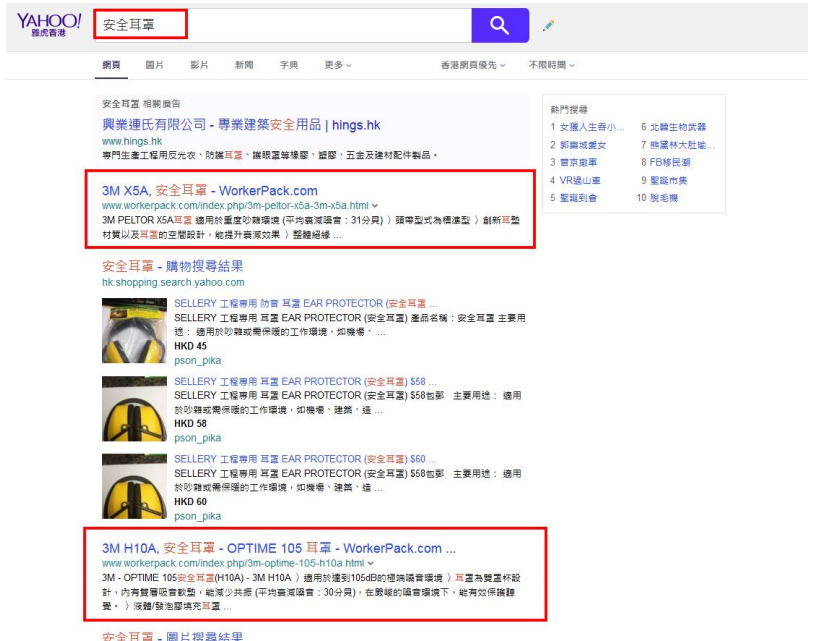 YAHOO!
雅虎香港
安全耳罩
網頁 圖片 影片 新聞 字典 更多 香港網頁優先 不限時間
安全耳罩 相關廣告
興業連氏有限公司 - 專業建築安全用品 | hings.hk
www.hings.hk
專門生產工程用反光衣、防護耳罩、護眼罩等橡膠、塑膠、五金及建材配件製品。
3M X5A, 安全耳罩 - WorkerPack.com
www.workerpack.com/index.php/3m-peltor-x5a-3m-x5a.html
3M PELTOR X5A耳罩 適用於重度吵雜環境 (平均衰減噪音：31分貝) 〉頭帶型式為標準型 〉創新耳墊
材質以及耳罩的空間設計，能提升衰減效果 〉整體絕緣 ...
安全耳罩 - 購物搜尋結果
hk.shopping.search.yahoo.com
SELLERY 工程專用 防音 耳罩 EAR PROTECTOR (安全耳罩 ...
SELLERY 工程專用 耳罩 EAR PROTECTOR (安全耳罩) 產品名稱：安全耳罩 主要用
途： 適用於吵雜或需保暖的工作環境，如機場、 ...
HKD 45
pson_pika
SELLERY 工程專用 耳罩 EAR PROTECTOR (安全耳罩) $58 ...
SELLERY 工程專用 耳罩 EAR PROTECTOR (安全耳罩) $58包郵 主要用途： 適用
於吵雜或需保暖的工作環境，如機場、建築、造 ...
HKD 58
pson_pika
SELLERY 工程專用 耳罩 EAR PROTECTOR (安全耳罩) $60 ...
SELLERY 工程專用 耳罩 EAR PROTECTOR (安全耳罩) $58包郵 主要用途： 適用
於吵雜或需保暖的工作環境，如機場、建築、造 ...
HKD 60
pson_pika
3M H10A, 安全耳罩 - OPTIME 105 耳罩 - WorkerPack.com ...
www.workerpack.com/index.php/3m-optime-105-h10a.html
3M - OPTIME 105安全耳罩(H10A) - 3M H10A 〉適用於達到105dB的極端噪音環境 〉耳罩為雙罩杯設
計，內有雙層吸音軟墊，能減少共振 (平均衰減噪音：30分貝)，在嚴峻的噪音環境下，能有效保護聽
覺。 〉液體/發泡膠填充耳罩 ...
安全耳罩 - 圖片搜尋結果
熱門搜尋
1 女獵人生吞小... 6 北韓生物武器
2 郭富城愛女 7 熊黛林大肚瑜...
3 普京撤軍 8 FB移民潮
4 VR過山車 9 聖誕市集
5 聖誕到會 10 脫毛機